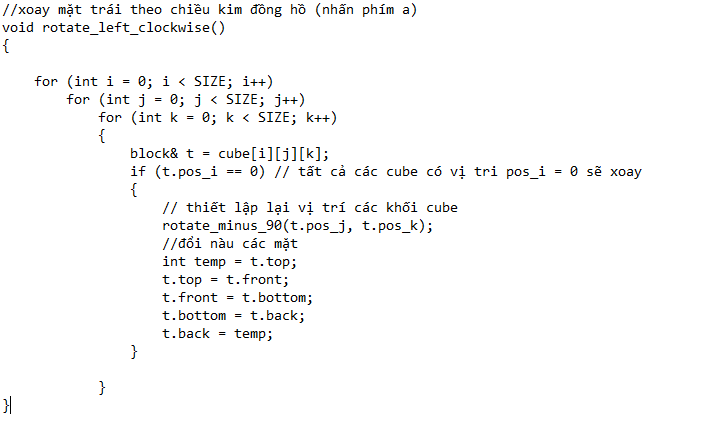 //xoay mặt trái theo chiều kim đồng hồ (nhấn phím a)
void rotate_left_clockwise()
{
for (int i = 0; i < SIZE; i++)
for (int j = 0; j < SIZE; j++)
for (int k = 0; k < SIZE; k++)
{
block& t = cube[i][j][k];
if (t.pos_i == 0) // tất cả các cube có vị tri pos_i = 0 sẽ xoay
{
// thiết lập lại vị trí các khối cube
rotate_minus_90(t.pos_j, t.pos_k);
//đổi nàu các mặt
int temp = t.top;
t.top = t.front;
t.front = t.bottom;
t.bottom = t.back;
t.back = temp;
}
}
}